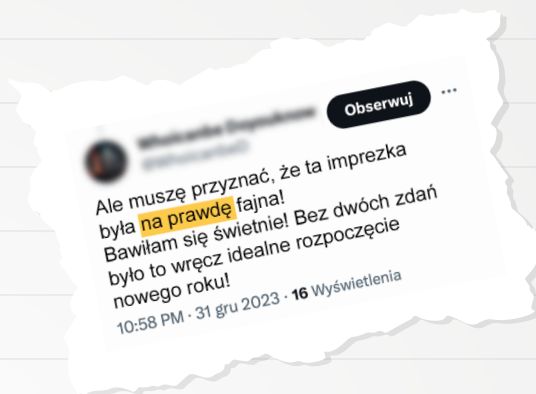 Obserwuj
Ale muszę przyznać, że ta imprezka
była na prawdę fajna!
Bawiłam się świetnie! Bez dwóch zdań
było to wręcz idealne rozpoczęcie
nowego roku!
10:58 PM · 31 gru 2023 · 16 Wyświetlenia